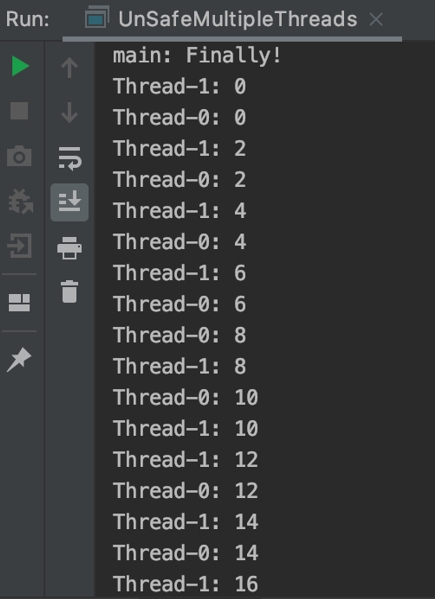 Run: UnSafeMultipleThreads
main: Finally!
Thread-1: 0
Thread-0: 0
Thread-1: 2
Thread-0: 2
Thread-1: 4
Thread-0: 4
Thread-1: 6
Thread-0: 6
Thread-0: 8
Thread-1: 8
Thread-0: 10
Thread-1: 10
Thread-1: 12
Thread-0: 12
Thread-1: 14
Thread-0: 14
Thread-1: 16